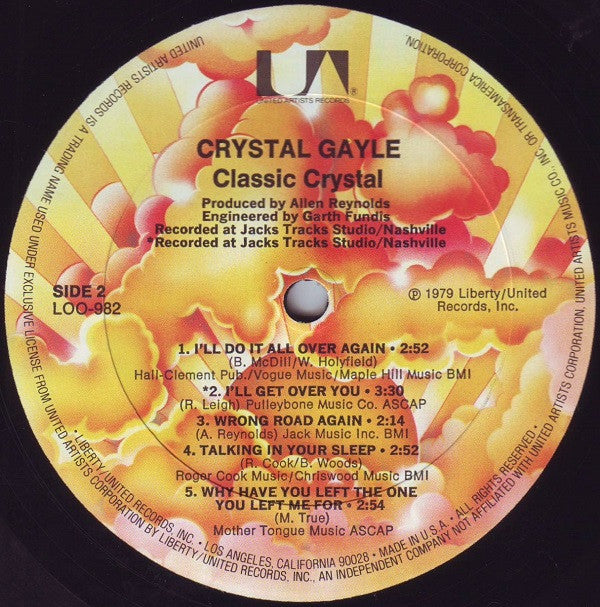 UA®
UNITED ARTISTS RECORDS
CRYSTAL GAYLE
Classic Crystal
Produced by Allen Reynolds
Engineered by Garth Fundis
Recorded at Jacks Tracks Studio/Nashville
*Recorded at Jacks Tracks Studio/Nashville
SIDE 2
LOO-982
℗ 1979 Liberty/United
Records, Inc.
1. I'LL DO IT ALL OVER AGAIN • 2:52
(B. McDill/W. Holyfield)
Hall-Clement Pub./Vogue Music/Maple Hill Music BMI
*2. I'LL GET OVER YOU • 3:30
(R. Leigh) Pulleybone Music Co. ASCAP
3. WRONG ROAD AGAIN • 2:14
(A. Reynolds) Jack Music Inc. BMI
4. TALKING IN YOUR SLEEP • 2:52
(R. Cook/B. Woods)
Roger Cook Music/Chriswood Music BMI
5. WHY HAVE YOU LEFT THE ONE
YOU LEFT ME FOR • 2:54
(M. True)
Mother Tongue Music ASCAP
• LIBERTY/UNITED RECORDS, INC. • LOS ANGELES, CALIFORNIA 90028 • MADE IN U.S.A. • ALL RIGHTS RESERVED •
UNITED ARTISTS RECORDS IS A TRADING NAME USED UNDER EXCLUSIVE LICENSE FROM UNITED ARTISTS CORPORATION BY LIBERTY/UNITED RECORDS, INC., AN INDEPENDENT COMPANY NOT AFFILIATED WITH UNITED ARTISTS CORPORATION, UNITED ARTISTS MUSIC CO., INC. OR TRANSAMERICA CORPORATION.